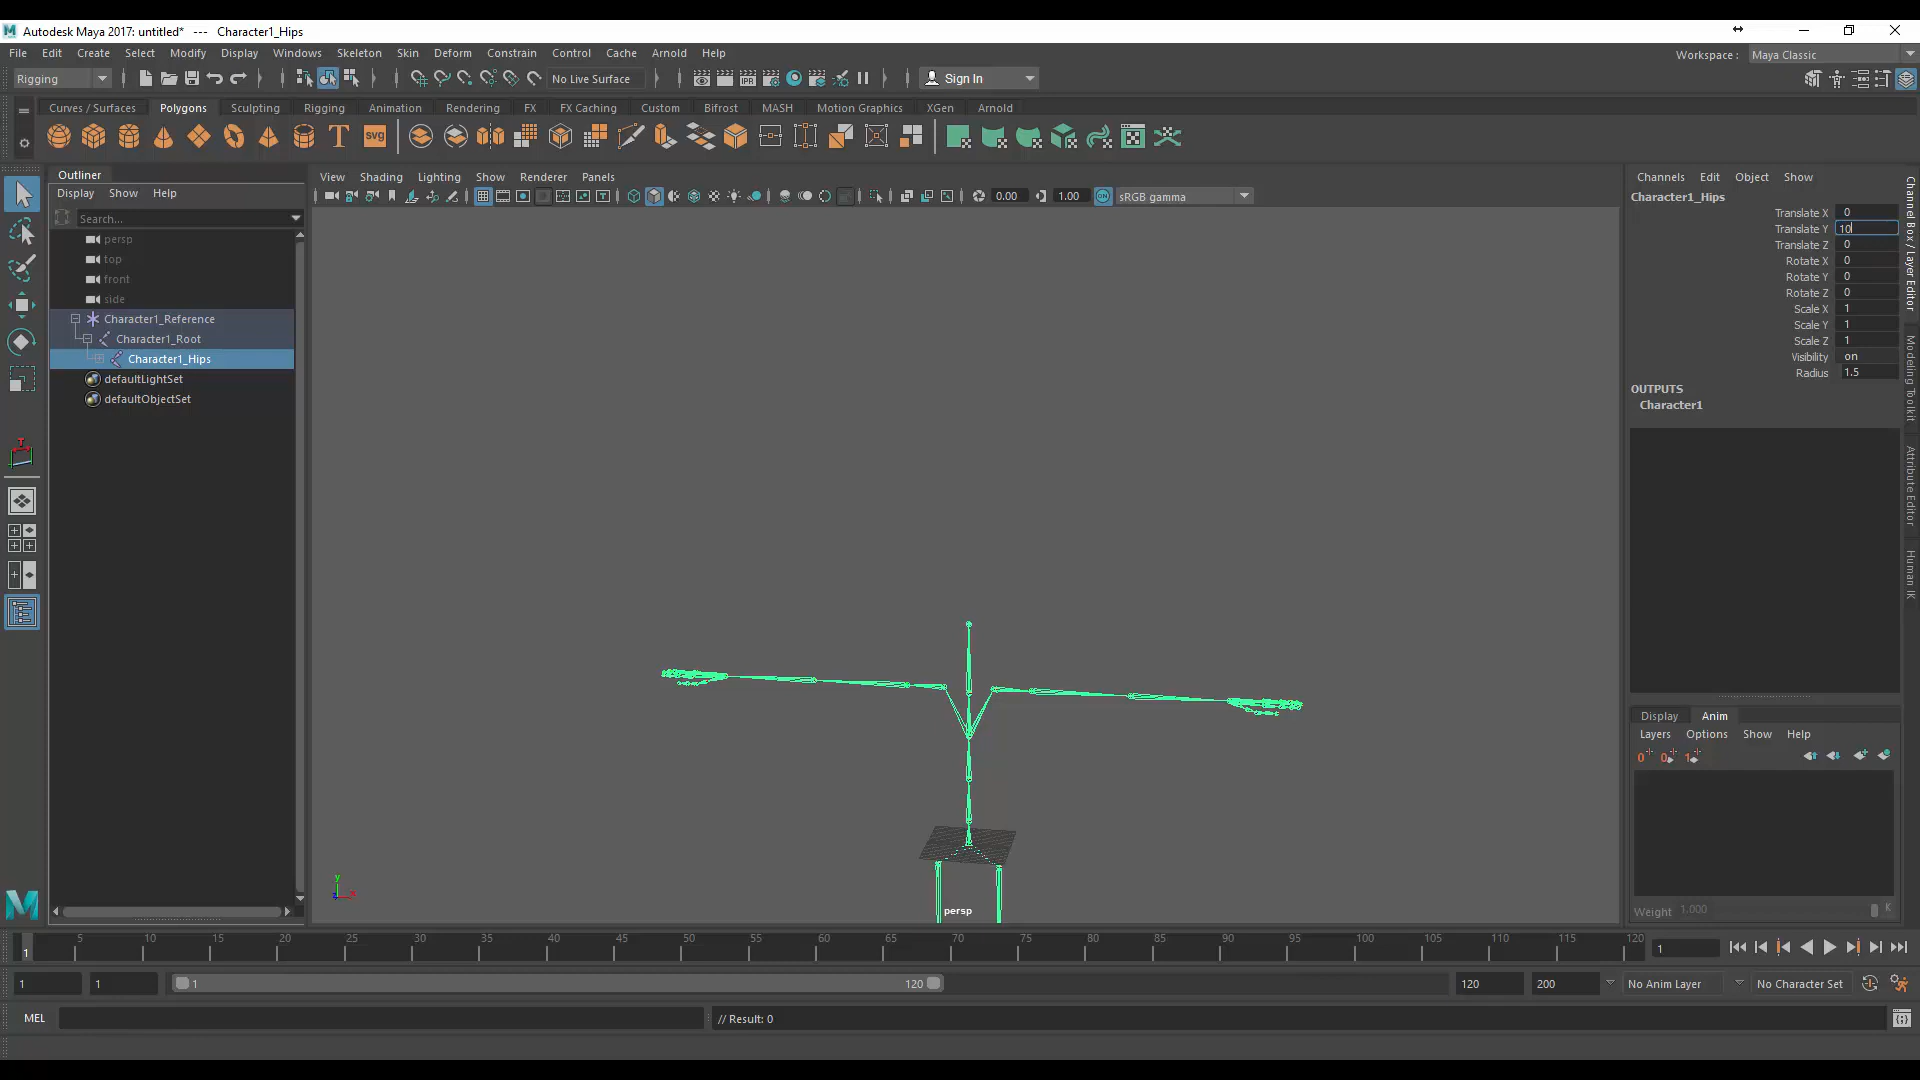 Autodesk Maya 2017: untitled* --- Character1_Hips
File Edit Create Select Modify Display Windows Skeleton Skin Deform Constrain Control Cache Arnold Help
Workspace : Maya Classic
Rigging No Live Surface Sign In
Curves / Surfaces Polygons Sculpting Rigging Animation Rendering FX FX Caching Custom Bifrost MASH Motion Graphics XGen Arnold
T svg
Outliner
Display Show Help
Search...
persp
top
front
side
Character1_Reference
Character1_Root
Character1_Hips
defaultLightSet
defaultObjectSet
View Shading Lighting Show Renderer Panels
0.00 1.00 ON sRGB gamma
y
persp
Channels Edit Object Show
Character1_Hips
Translate X 0
Translate Y 10
Translate Z 0
Rotate X 0
Rotate Y 0
Rotate Z 0
Scale X 1
Scale Y 1
Scale Z 1
Visibility on
Radius 1.5
OUTPUTS
Character1
Channel Box / Layer Editor
Modeling Toolkit
Attribute Editor
Human IK
Display Anim
Layers Options Show Help
Weight 1.000 K
5 10 15 20 25 30 35 40 45 50 55 60 65 70 75 80 85 90 95 100 105 110 115 120
1 1
1 1 1 120 120 200 No Anim Layer No Character Set
MEL // Result: 0